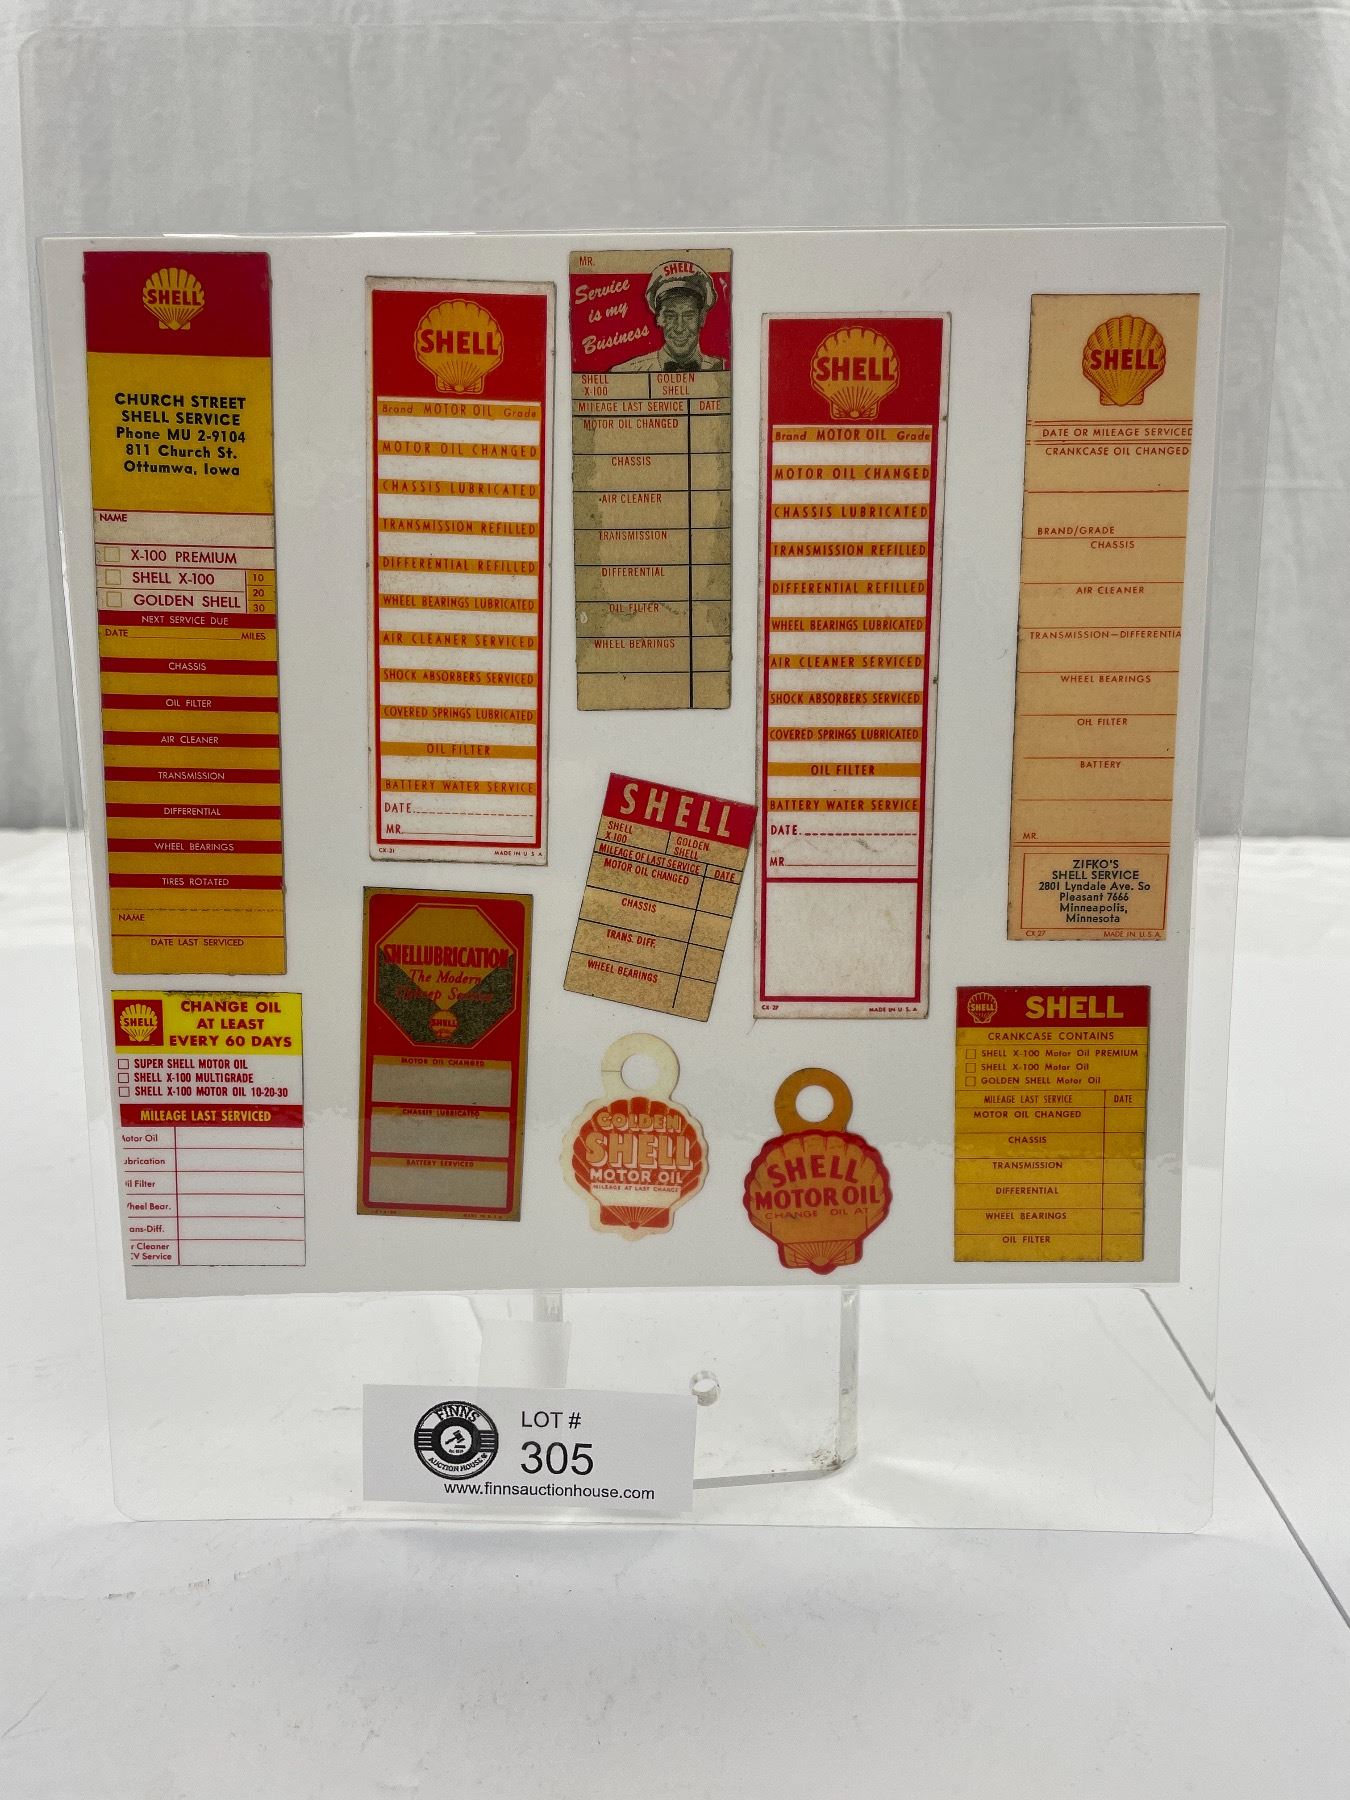 SHELL
CHURCH STREET
SHELL SERVICE
Phone MU 2-9104
811 Church St.
Ottumwa, Iowa
NAME
X-100 PREMIUM
SHELL X-100 10
20
GOLDEN SHELL 30
NEXT SERVICE DUE
DATE MILES
CHASSIS
OIL FILTER
AIR CLEANER
TRANSMISSION
DIFFERENTIAL
WHEEL BEARINGS
TIRES ROTATED
NAME
DATE LAST SERVICED
SHELL
Brand MOTOR OIL Grade
MOTOR OIL CHANGED
CHASSIS LUBRICATED
TRANSMISSION REFILLED
DIFFERENTIAL REFILLED
WHEEL BEARINGS LUBRICATED
AIR CLEANER SERVICED
SHOCK ABSORBERS SERVICED
COVERED SPRINGS LUBRICATED
OIL FILTER
BATTERY WATER SERVICE
DATE
MR.
CX-21 MADE IN U S A
MR.
SHELL
Service
is my
Business
SHELL GOLDEN
X-100 SHELL
MILEAGE LAST SERVICE DATE
MOTOR OIL CHANGED
CHASSIS
AIR CLEANER
TRANSMISSION
DIFFERENTIAL
OIL FILTER
WHEEL BEARINGS
SHELL
Brand MOTOR OIL Grade
MOTOR OIL CHANGED
CHASSIS LUBRICATED
TRANSMISSION REFILLED
DIFFERENTIAL REFILLED
WHEEL BEARINGS LUBRICATED
AIR CLEANER SERVICED
SHOCK ABSORBERS SERVICED
COVERED SPRINGS LUBRICATED
OIL FILTER
BATTERY WATER SERVICE
DATE.
MR.
CX-27 MADE IN U. S. A
SHELL
DATE OR MILEAGE SERVICED
CRANKCASE OIL CHANGED
BRAND/GRADE
CHASSIS
AIR CLEANER
TRANSMISSION—DIFFERENTIA
WHEEL BEARINGS
OIL FILTER
BATTERY
MR.
ZIFKO'S
SHELL SERVICE
2801 Lyndale Ave. So
Pleasant 7666
Minneapolis,
Minnesota
CX 27 MADE IN U.S.A.
SHELL
SHELL GOLDEN
X-100 SHELL
MILEAGE OF LAST SERVICE DATE
MOTOR OIL CHANGED
CHASSIS
TRANS. DIFF.
WHEEL BEARINGS
SHELL
CHANGE OIL
AT LEAST
EVERY 60 DAYS
SUPER SHELL MOTOR OIL
SHELL X-100 MULTIGRADE
SHELL X-100 MOTOR OIL 10-20-30
MILEAGE LAST SERVICED
otor Oil
brication
il Filter
heel Bear.
ans-Diff.
r Cleaner
V Service
SHELLUBRICATION
The Modern
SHELL
MOTOR OIL CHANGED
CHASSIS LUBRICATED
BATTERY SERVICED
GOLDEN
SHELL
MOTOR OIL
MILEAGE AT LAST CHANGE
SHELL
MOTOR OIL
CHANGE OIL AT
SHELL SHELL
CRANKCASE CONTAINS
SHELL X-100 Motor Oil PREMIUM
SHELL X-100 Motor Oil
GOLDEN SHELL Motor Oil
MILEAGE LAST SERVICE DATE
MOTOR OIL CHANGED
CHASSIS
TRANSMISSION
DIFFERENTIAL
WHEEL BEARINGS
OIL FILTER
FINNS
AUCTION HOUSE
LOT #
305
www.finnsauctionhouse.com